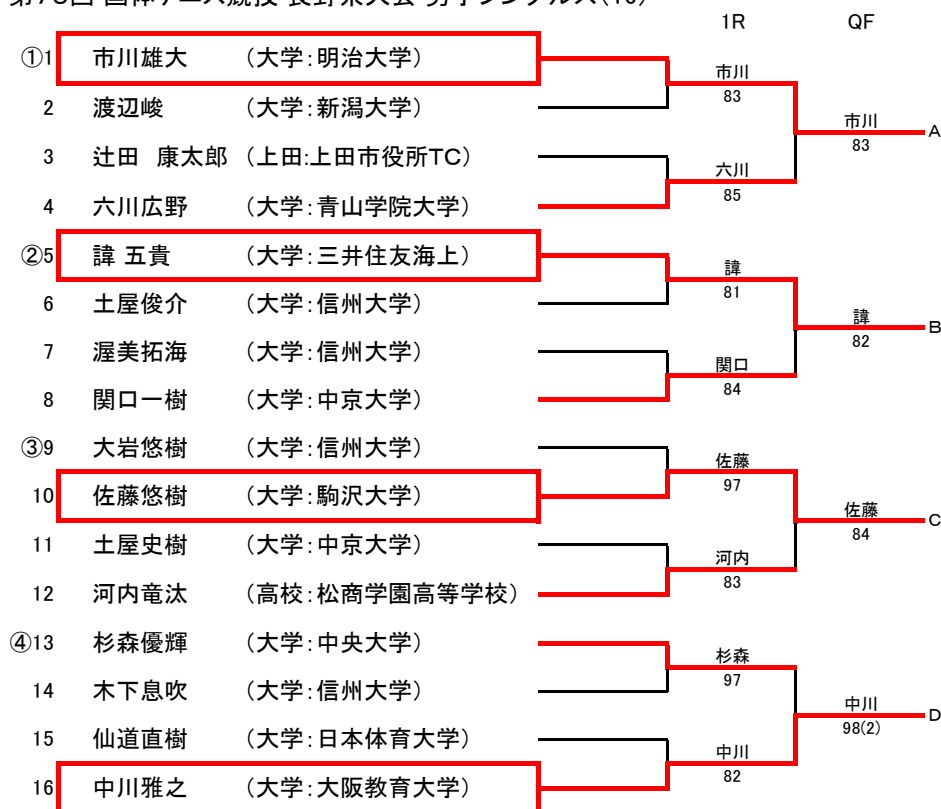 1R QF
①1 市川雄大 （大学：明治大学）
市川
83
2 渡辺峻 （大学：新潟大学）
市川 A
83
3 辻田　康太郎 （上田:上田市役所TC）
六川
85
4 六川広野 （大学：青山学院大学）
②5 諱 五貴 （大学：三井住友海上）
諱
81
6 土屋俊介 （大学：信州大学）
諱 B
82
7 渥美拓海 （大学：信州大学）
関口
84
8 関口一樹 （大学：中京大学）
③9 大岩悠樹 （大学：信州大学）
佐藤
97
10 佐藤悠樹 （大学：駒沢大学）
佐藤 C
84
11 土屋史樹 （大学：中京大学）
河内
83
12 河内竜汰 （高校：松商学園高等学校）
④13 杉森優輝 （大学：中央大学）
杉森
97
14 木下息吹 （大学：信州大学）
中川 D
98(2)
15 仙道直樹 （大学：日本体育大学）
中川
82
16 中川雅之 （大学：大阪教育大学）